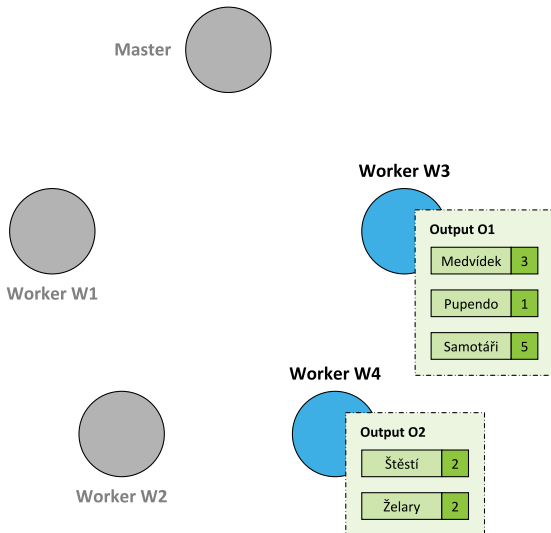 Master
Worker W3
Output O1
Medvídek 3
Pupendo 1
Samotáři 5
Worker W1
Worker W4
Output O2
Štěstí 2
Želary 2
Worker W2